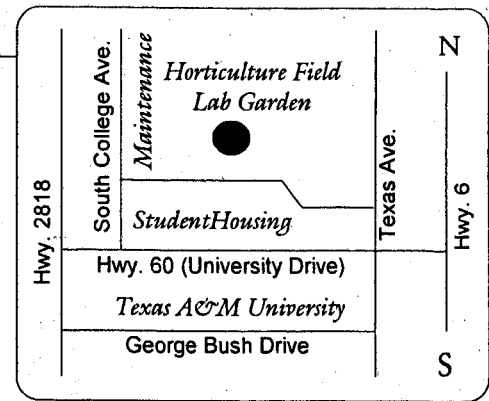 N
Horticulture Field
Lab Garden
Maintenance
South College Ave.
Texas Ave.
Hwy. 6
Hwy. 2818
StudentHousing
Hwy. 60 (University Drive)
Texas A&M University
George Bush Drive
S